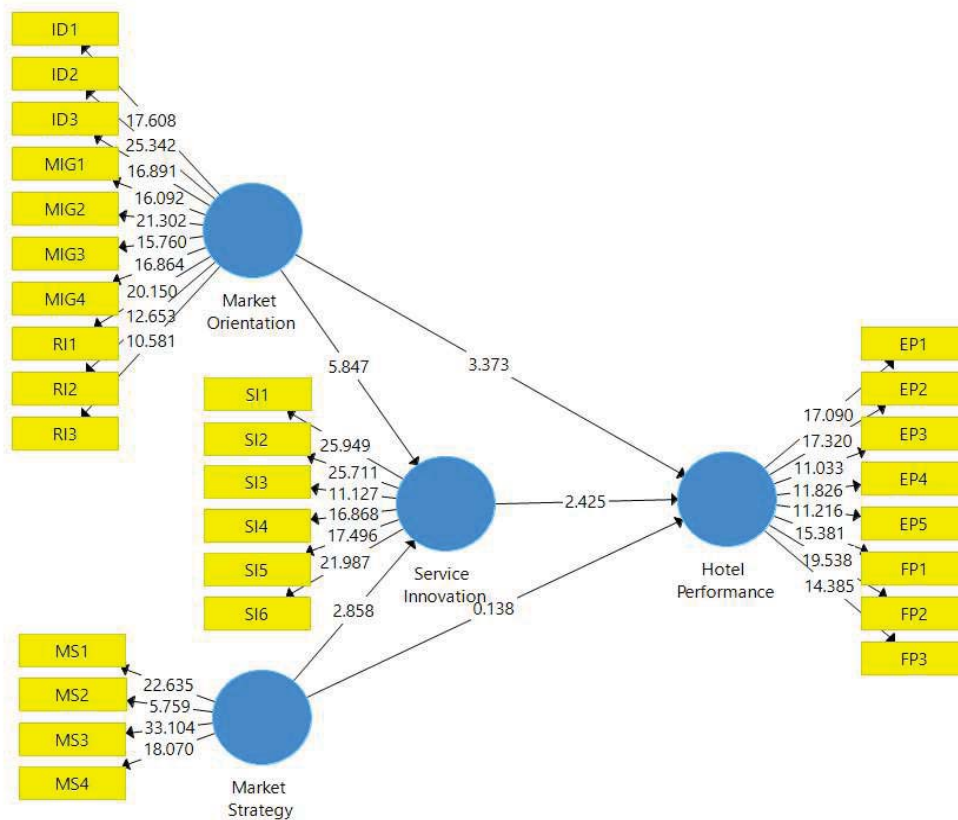 ID1
ID2
ID3
MIG1
MIG2
MIG3
MIG4
RI1
RI2
RI3
17.608
25.342
16.891
16.092
21.302
15.760
16.864
20.150
12.653
10.581
Market
Orientation
5.847
3.373
SI1
SI2
SI3
SI4
SI5
SI6
25.949
25.711
11.127
16.868
17.496
21.987
Service
Innovation
2.425
2.858
0.138
MS1
MS2
MS3
MS4
22.635
5.759
33.104
18.070
Market
Strategy
Hotel
Performance
17.090
17.320
11.033
11.826
11.216
15.381
19.538
14.385
EP1
EP2
EP3
EP4
EP5
FP1
FP2
FP3